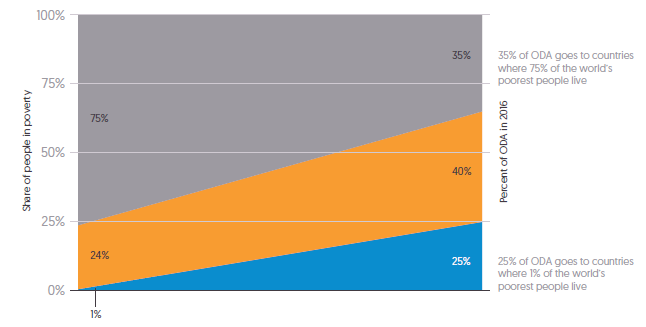 100%
75%
50%
25%
0%
Share of people in poverty
75%
24%
1%
35%
40%
25%
Percent of ODA in 2016
35% of ODA goes to countries
where 75% of the world's
poorest people live
25% of ODA goes to countries
where 1% of the world's
poorest people live